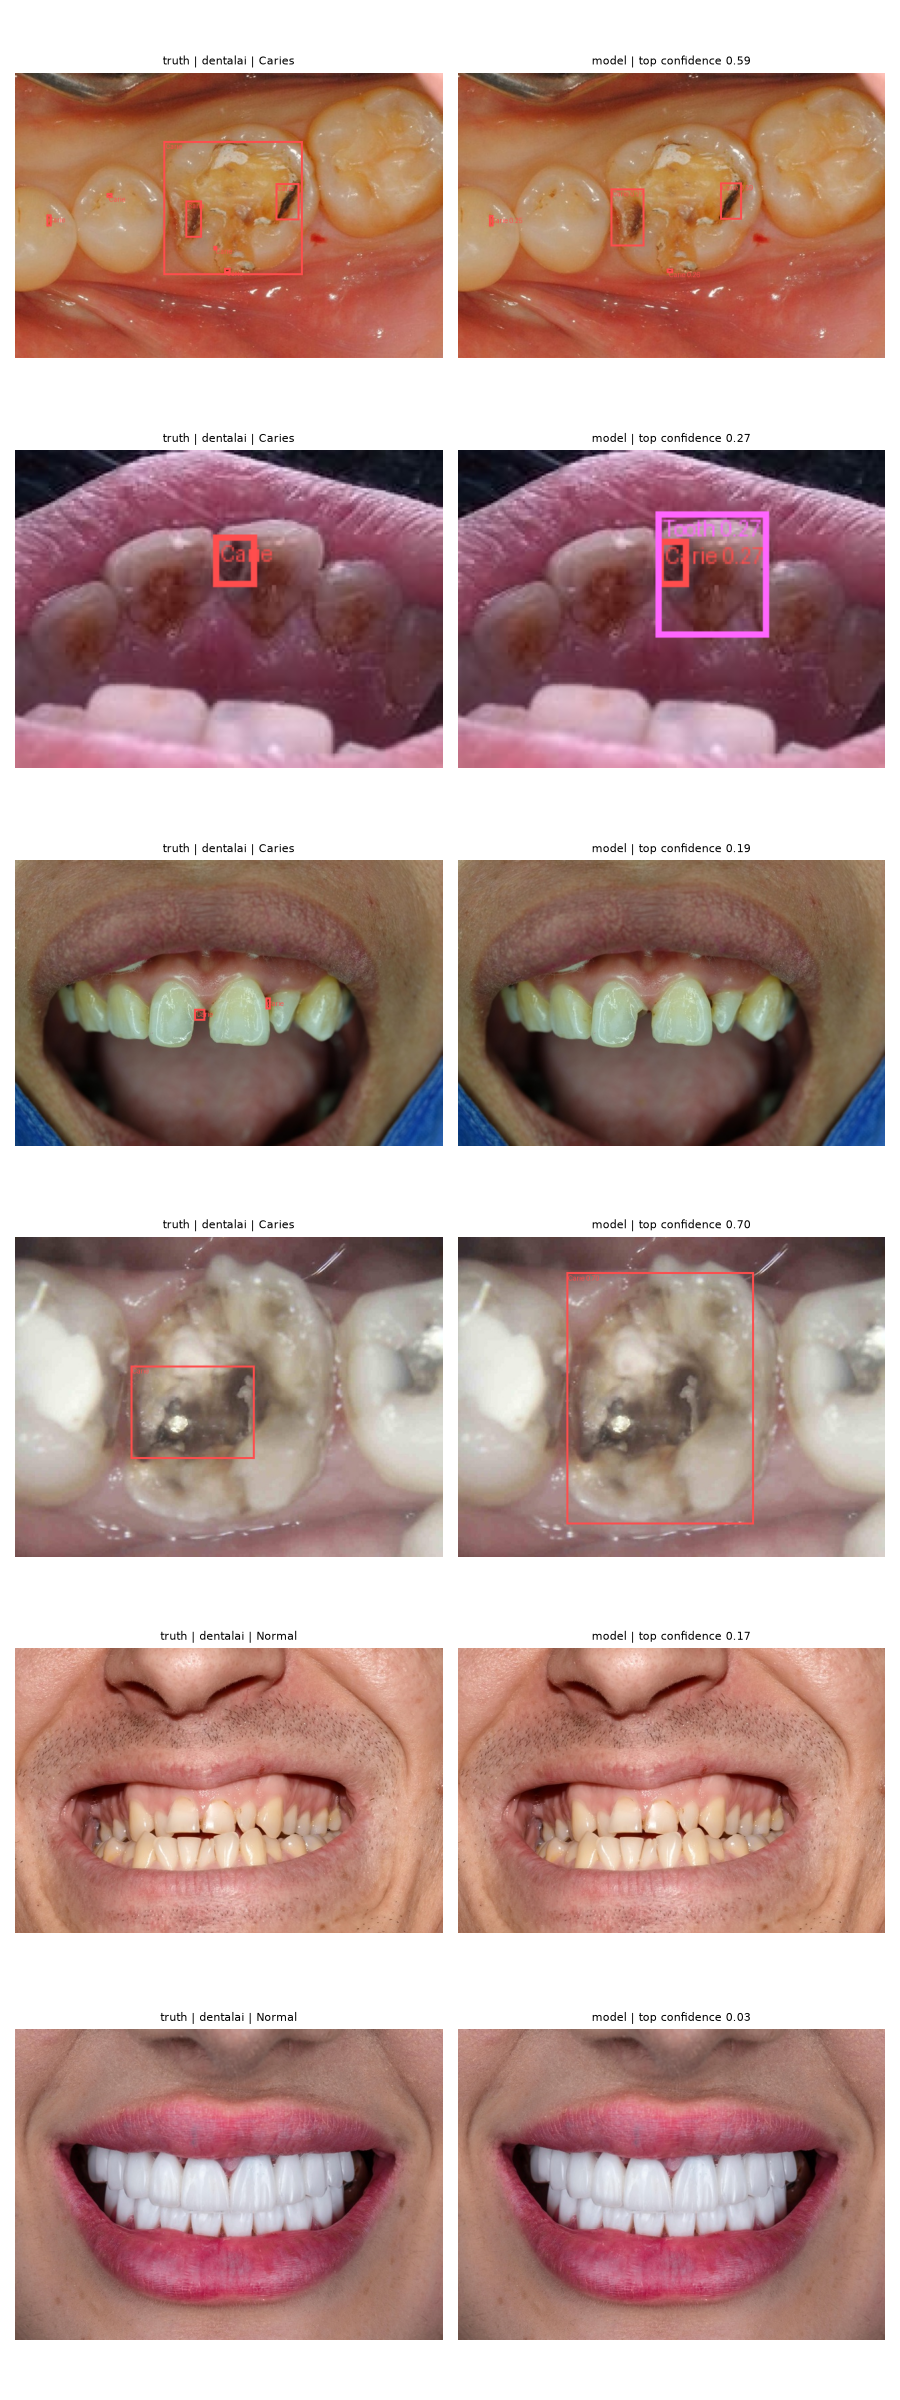 truth | dentalai | Caries
model | top confidence 0.59
truth | dentalai | Caries
model | top confidence 0.27
Carie
Carie 0.27
truth | dentalai | Caries
model | top confidence 0.19
truth | dentalai | Caries
model | top confidence 0.70
truth | dentalai | Normal
model | top confidence 0.17
truth | dentalai | Normal
model | top confidence 0.03